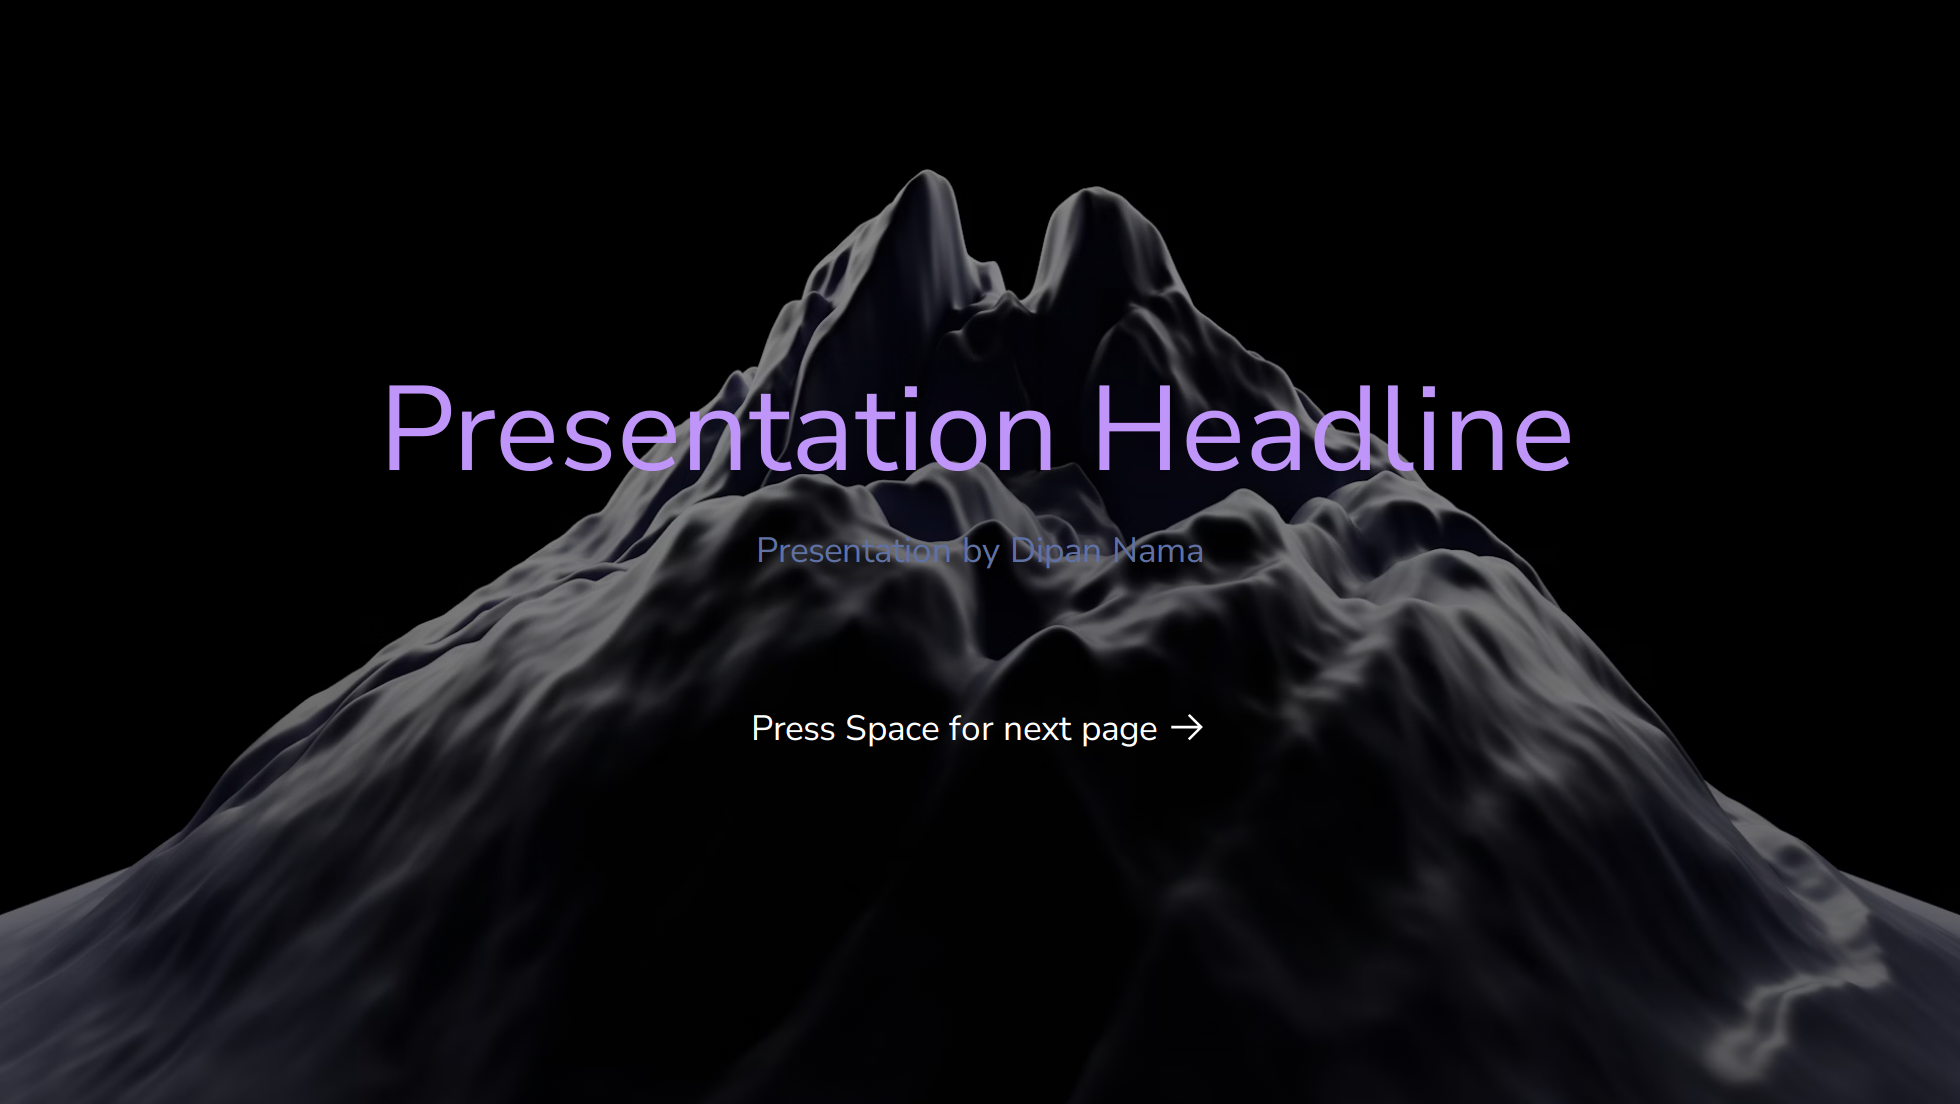 Presentation Headline
Presentation by Dipan Nama
Press Space for next page →